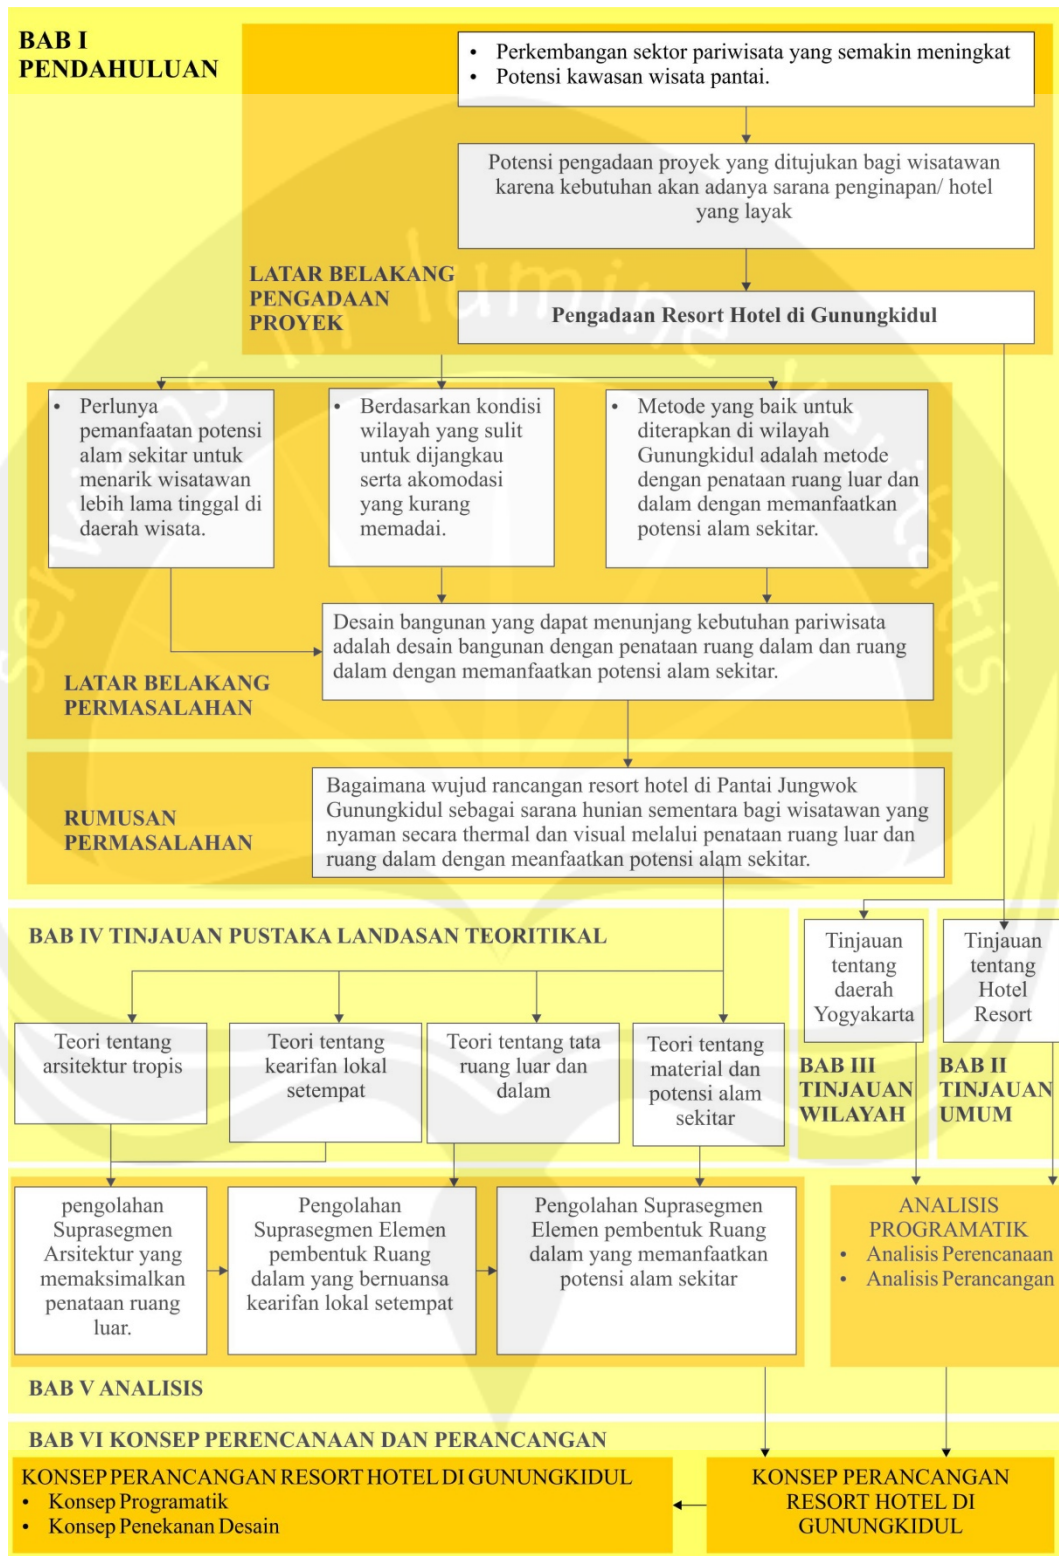 BAB I
PENDAHULUAN
• Perkembangan sektor pariwisata yang semakin meningkat
• Potensi kawasan wisata pantai.
Potensi pengadaan proyek yang ditujukan bagi wisatawan
karena kebutuhan akan adanya sarana penginapan/ hotel
yang layak
LATAR BELAKANG
PENGADAAN
PROYEK
Pengadaan Resort Hotel di Gunungkidul
• Perlunya
pemanfaatan potensi
alam sekitar untuk
menarik wisatawan
lebih lama tinggal di
daerah wisata.
• Berdasarkan kondisi
wilayah yang sulit
untuk dijangkau
serta akomodasi
yang kurang
memadai.
• Metode yang baik untuk
diterapkan di wilayah
Gunungkidul adalah metode
dengan penataan ruang luar dan
dalam dengan memanfaatkan
potensi alam sekitar.
Desain bangunan yang dapat menunjang kebutuhan pariwisata
adalah desain bangunan dengan penataan ruang dalam dan ruang
dalam dengan memanfaatkan potensi alam sekitar.
LATAR BELAKANG
PERMASALAHAN
RUMUSAN
PERMASALAHAN
Bagaimana wujud rancangan resort hotel di Pantai Jungwok
Gunungkidul sebagai sarana hunian sementara bagi wisatawan yang
nyaman secara thermal dan visual melalui penataan ruang luar dan
ruang dalam dengan meanfaatkan potensi alam sekitar.
BAB IV TINJAUAN PUSTAKA LANDASAN TEORITIKAL
Teori tentang
arsitektur tropis
Teori tentang
kearifan lokal
setempat
Teori tentang tata
ruang luar dan
dalam
Teori tentang
material dan
potensi alam
sekitar
Tinjauan
tentang
daerah
Yogyakarta
BAB III
TINJAUAN
WILAYAH
Tinjauan
tentang
Hotel
Resort
BAB II
TINJAUAN
UMUM
pengolahan
Suprasegmen
Arsitektur yang
memaksimalkan
penataan ruang
luar.
Pengolahan
Suprasegmen Elemen
pembentuk Ruang
dalam yang bernuansa
kearifan lokal setempat
Pengolahan Suprasegmen
Elemen pembentuk Ruang
dalam yang memanfaatkan
potensi alam sekitar
ANALISIS
PROGRAMATIK
• Analisis Perencanaan
• Analisis Perancangan
BAB V ANALISIS
BAB VI KONSEP PERENCANAAN DAN PERANCANGAN
KONSEP PERANCANGAN RESORT HOTEL DI GUNUNGKIDUL
• Konsep Programatik
• Konsep Penekanan Desain
KONSEP PERANCANGAN
RESORT HOTEL DI
GUNUNGKIDUL
serviens in lumine veritatis